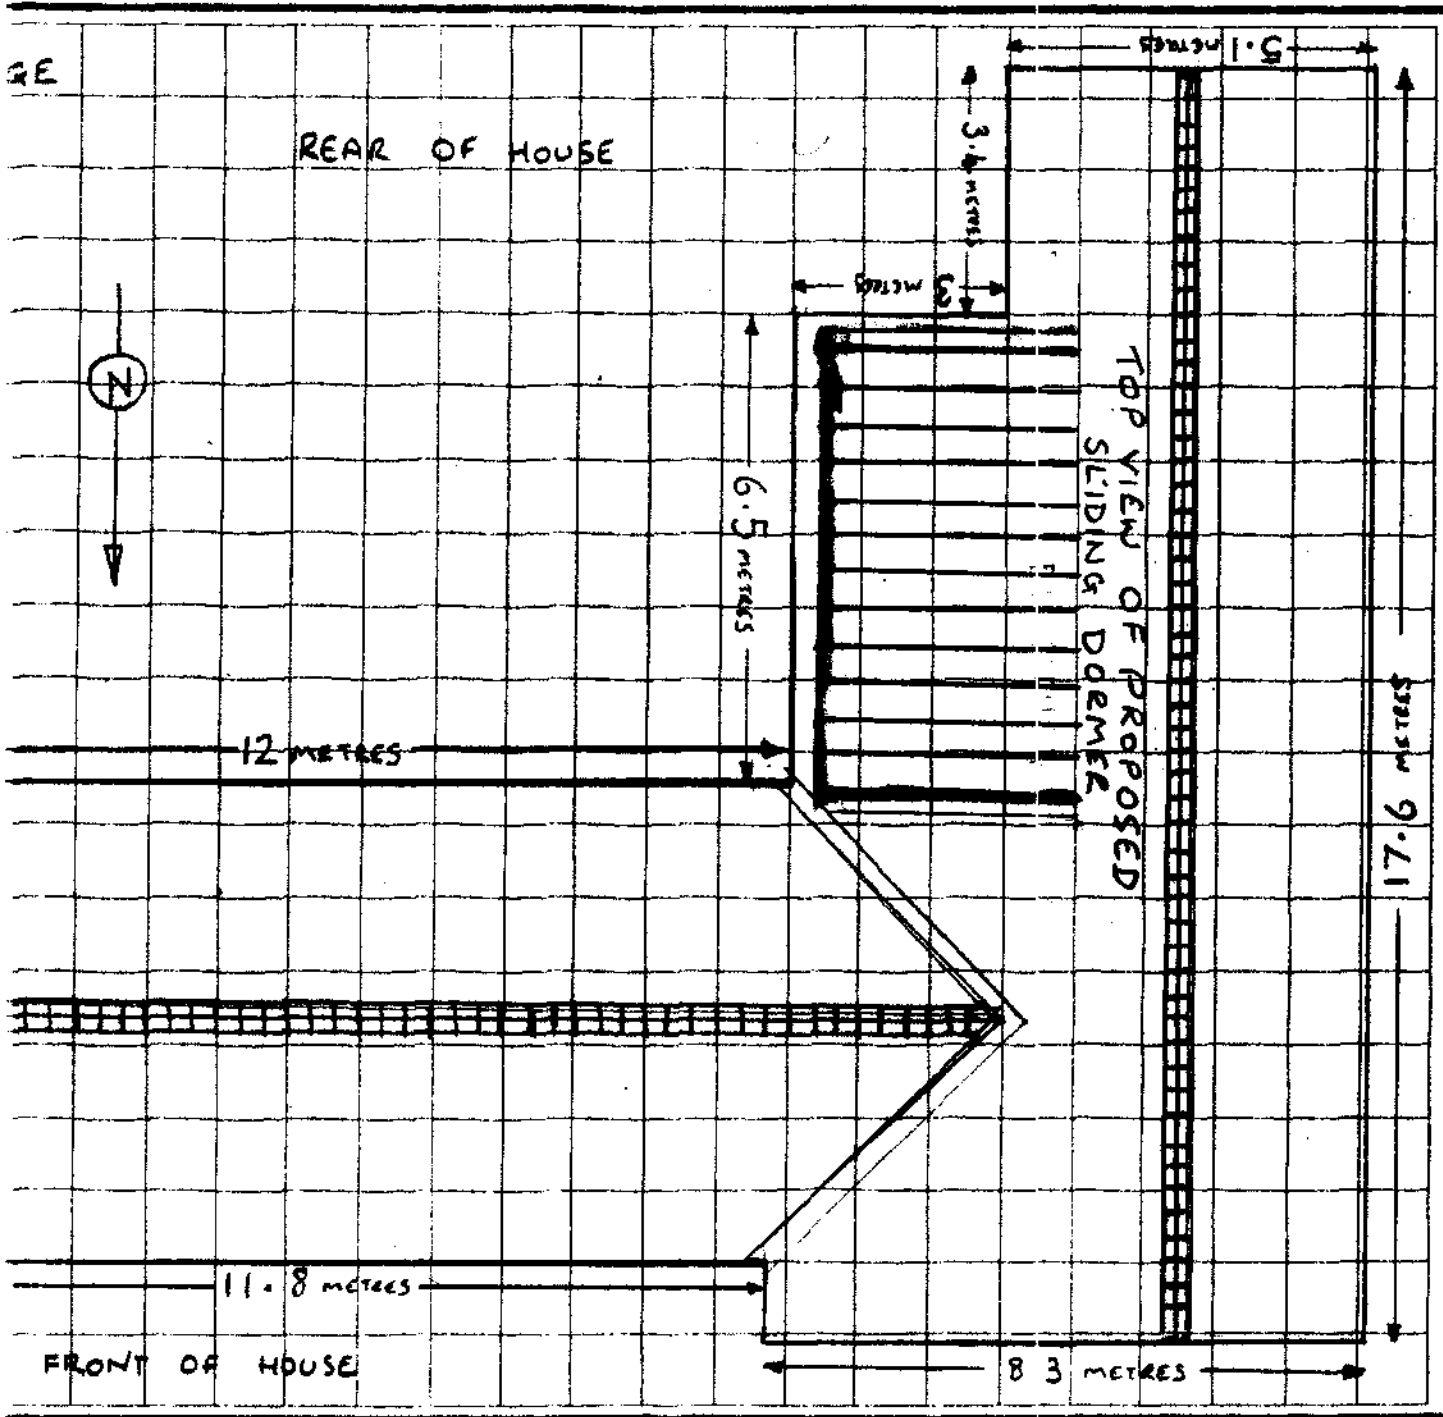 GE
5.1 METRES
REAR OF HOUSE
3.4 METRES
3 METRES
N
TOP VIEW OF PROPOSED
SLIDING DORMER
6.5 METRES
17.9 METRES
12 METRES
11.8 METRES
FRONT OF HOUSE
8 3 METRES